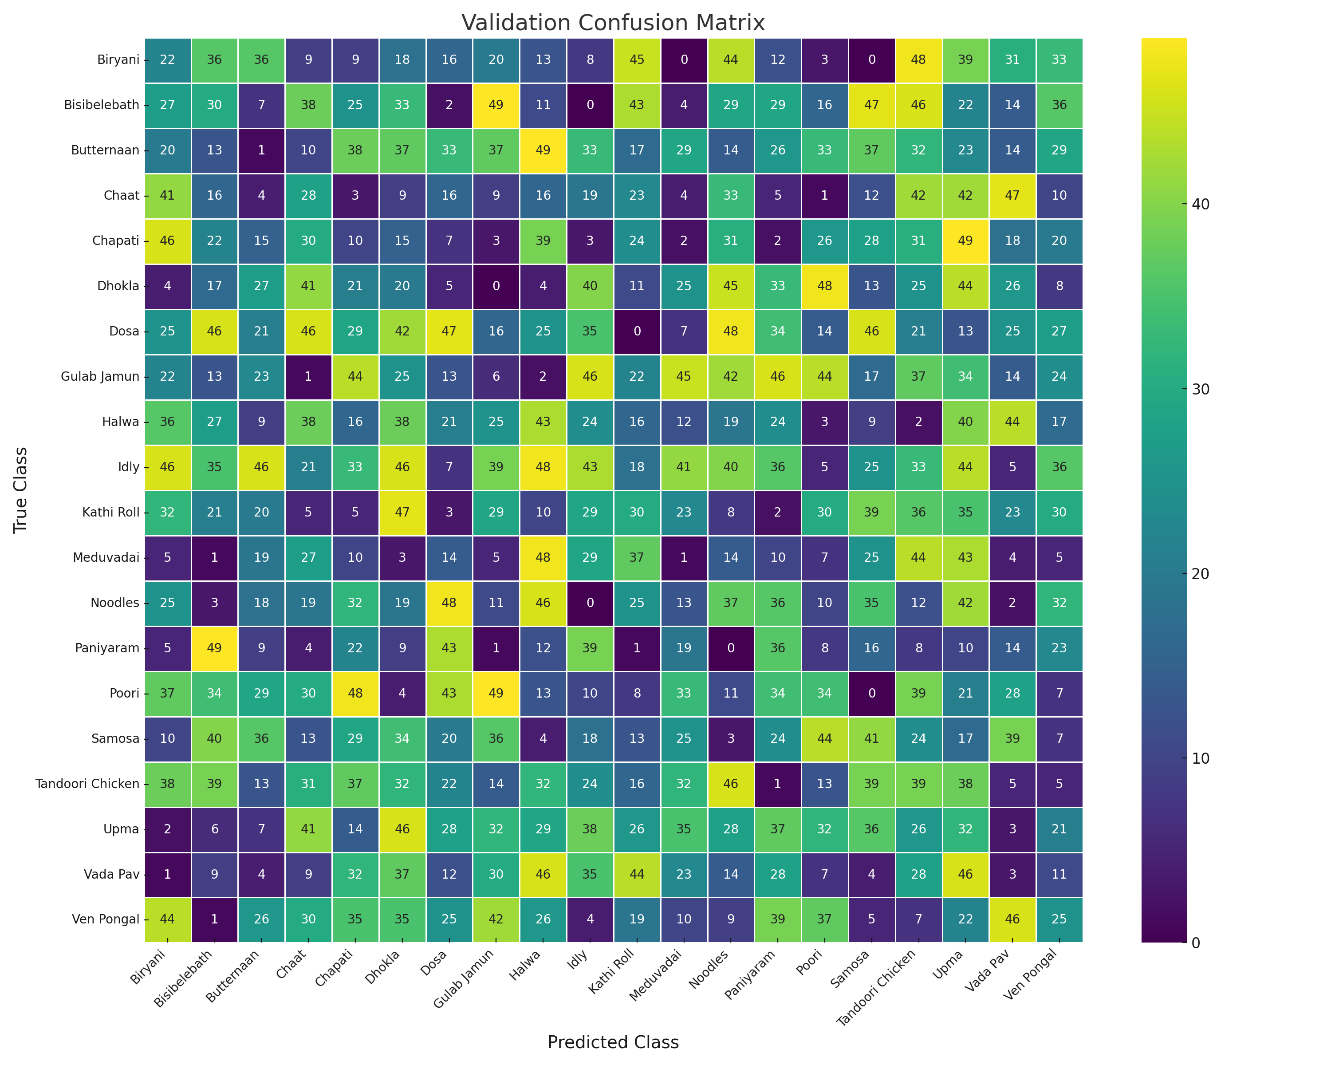 Validation Confusion Matrix
Biryani 22 36 36 9 9 18 16 20 13 8 45 0 44 12 3 0 48 39 31 33
Bisibelebath 27 30 7 38 25 33 2 49 11 0 43 4 29 29 16 47 46 22 14 36
Butternaan 20 13 1 10 38 37 33 37 49 33 17 29 14 26 33 37 32 23 14 29
Chaat 41 16 4 28 3 9 16 9 16 19 23 4 33 5 1 12 42 42 47 10
Chapati 46 22 15 30 10 15 7 3 39 3 24 2 31 2 26 28 31 49 18 20
Dhokla 4 17 27 41 21 20 5 0 4 40 11 25 45 33 48 13 25 44 26 8
Dosa 25 46 21 46 29 42 47 16 25 35 0 7 48 34 14 46 21 13 25 27
Gulab Jamun 22 13 23 1 44 25 13 6 2 46 22 45 42 46 44 17 37 34 14 24
Halwa 36 27 9 38 16 38 21 25 43 24 16 12 19 24 3 9 2 40 44 17
Idly 46 35 46 21 33 46 7 39 48 43 18 41 40 36 5 25 33 44 5 36
Kathi Roll 32 21 20 5 5 47 3 29 10 29 30 23 8 2 30 39 36 35 23 30
Meduvadai 5 1 19 27 10 3 14 5 48 29 37 1 14 10 7 25 44 43 4 5
Noodles 25 3 18 19 32 19 48 11 46 0 25 13 37 36 10 35 12 42 2 32
Paniyaram 5 49 9 4 22 9 43 1 12 39 1 19 0 36 8 16 8 10 14 23
Poori 37 34 29 30 48 4 43 49 13 10 8 33 11 34 34 0 39 21 28 7
Samosa 10 40 36 13 29 34 20 36 4 18 13 25 3 24 44 41 24 17 39 7
Tandoori Chicken 38 39 13 31 37 32 22 14 32 24 16 32 46 1 13 39 39 38 5 5
Upma 2 6 7 41 14 46 28 32 29 38 26 35 28 37 32 36 26 32 3 21
Vada Pav 1 9 4 9 32 37 12 30 46 35 44 23 14 28 7 4 28 46 3 11
Ven Pongal 44 1 26 30 35 35 25 42 26 4 19 10 9 39 37 5 7 22 46 25
Biryani Bisibelebath Butternaan Chaat Chapati Dhokla Dosa Gulab Jamun Halwa Idly Kathi Roll Meduvadai Noodles Paniyaram Poori Samosa Tandoori Chicken Upma Vada Pav Ven Pongal
Predicted Class
True Class
40
30
20
10
0